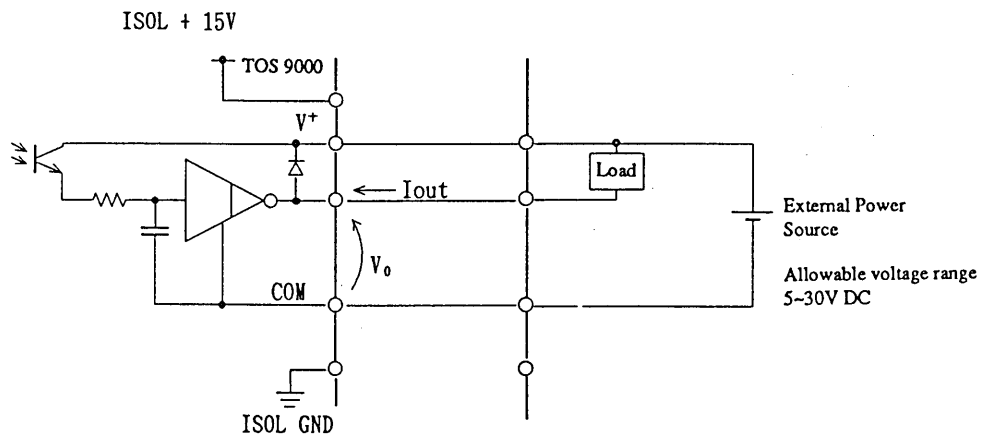 ISOL + 15V
TOS 9000
V⁺
Load
Iout
External Power
Source
V₀
Allowable voltage range
5~30V DC
COM
ISOL GND